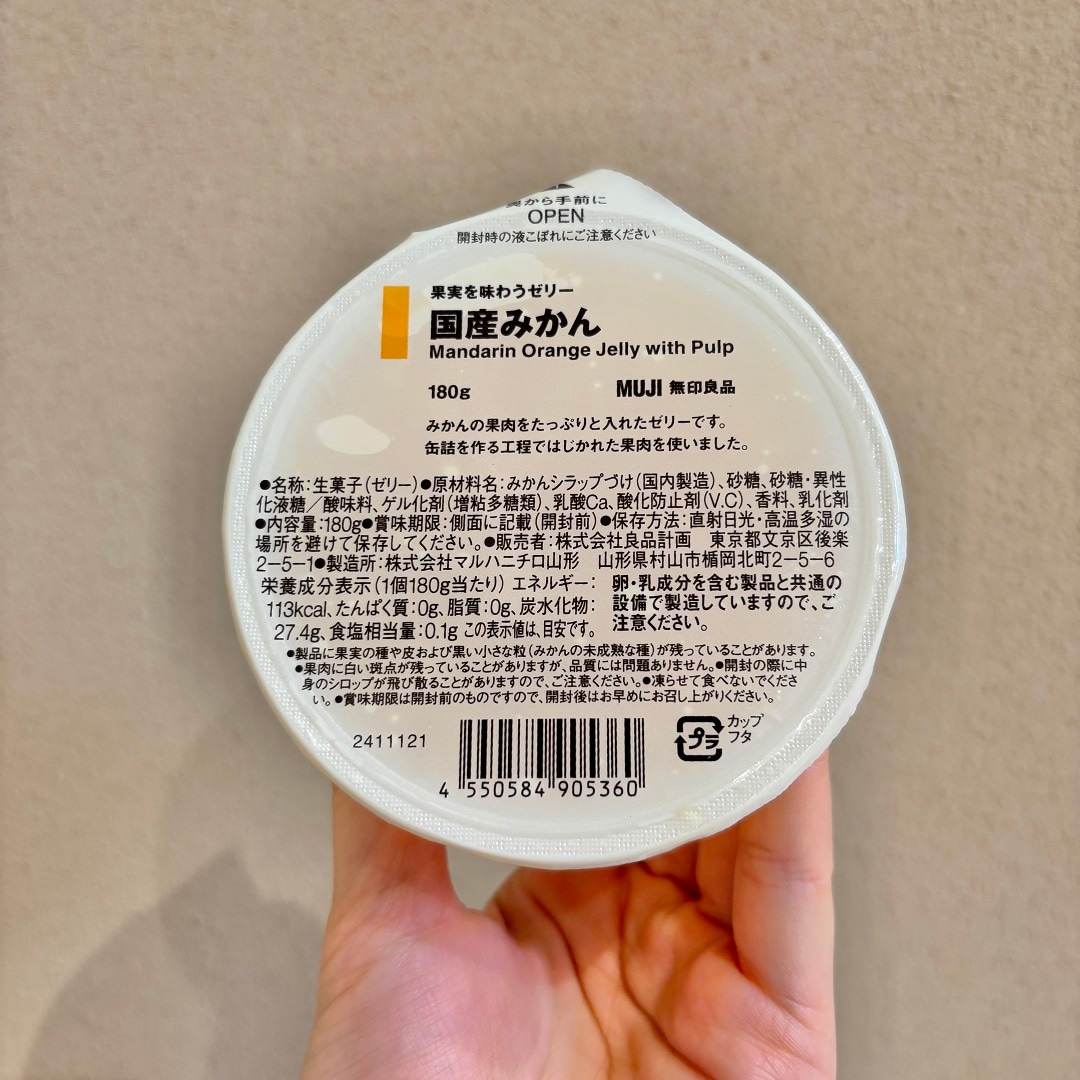 から手前に
OPEN
開封時の液こぼれにご注意ください
果実を味わうゼリー
国産みかん
Mandarin Orange Jelly with Pulp
180g MUJI 無印良品
みかんの果肉をたっぷりと入れたゼリーです。
缶詰を作る工程ではじかれた果肉を使いました。
●名称:生菓子(ゼリー)●原材料名:みかんシラップづけ(国内製造)、砂糖、砂糖・異性
化液糖/酸味料、ゲル化剤(増粘多糖類)、乳酸Ca、酸化防止剤(V.C)、香料、乳化剤
●内容量:180g●賞味期限:側面に記載(開封前)●保存方法:直射日光・高温多湿の
場所を避けて保存してください。●販売者:株式会社良品計画 東京都文京区後楽
2-5-1●製造所:株式会社マルハニチロ山形 山形県村山市楯岡北町2-5-6
栄養成分表示(1個180g当たり) エネルギー:
113kcal、たんぱく質:0g、脂質:0g、炭水化物:
27.4g、食塩相当量:0.1g この表示値は、目安です。
卵・乳成分を含む製品と共通の
設備で製造していますので、ご
注意ください。
●製品に果実の種や皮および黒い小さな粒(みかんの未成熟な種)が残っていることがあります。
●果肉に白い斑点が残っていることがありますが、品質には問題ありません。●開封の際に中
身のシロップが飛び散ることがありますので、ご注意ください。●凍らせて食べないでくださ
い。●賞味期限は開封前のものですので、開封後はお早めにお召し上がりください。
2411121
4 550584 905360
プラ
カップ
フタ